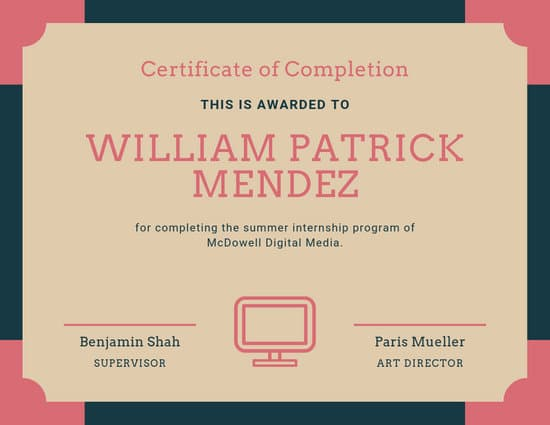 Certificate of Completion
THIS IS AWARDED TO
WILLIAM PATRICK
MENDEZ
for completing the summer internship program of
McDowell Digital Media.
Benjamin Shah
SUPERVISOR
Paris Mueller
ART DIRECTOR